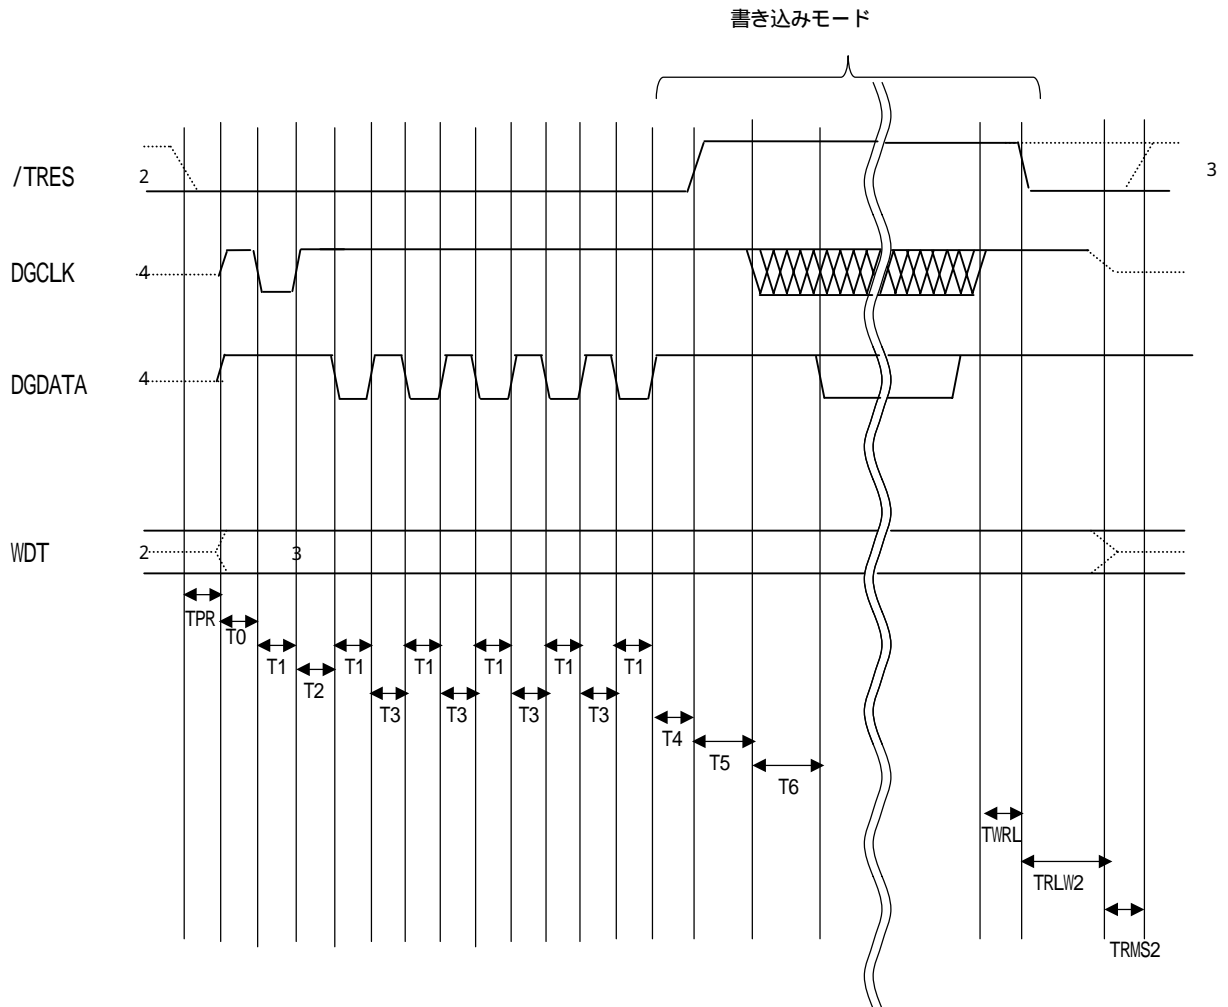 書き込みモード
/TRES
2
3
DGCLK
4
DGDATA
4
WDT
2
3
TPR
T0
T1
T2
T1
T1
T1
T1
T1
T3
T3
T3
T3
T4
T5
T6
TWRL
TRLW2
TRMS2